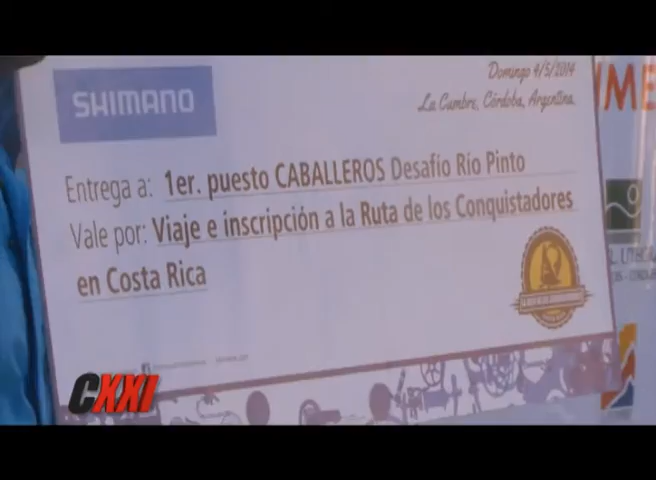 SHIMANO
Domingo 4/5/2014
La Cumbre, Córdoba, Argentina
Entrega a: 1er. puesto CABALLEROS Desafío Río Pinto
Vale por: Viaje e inscripción a la Ruta de los Conquistadores
en Costa Rica
CXXI